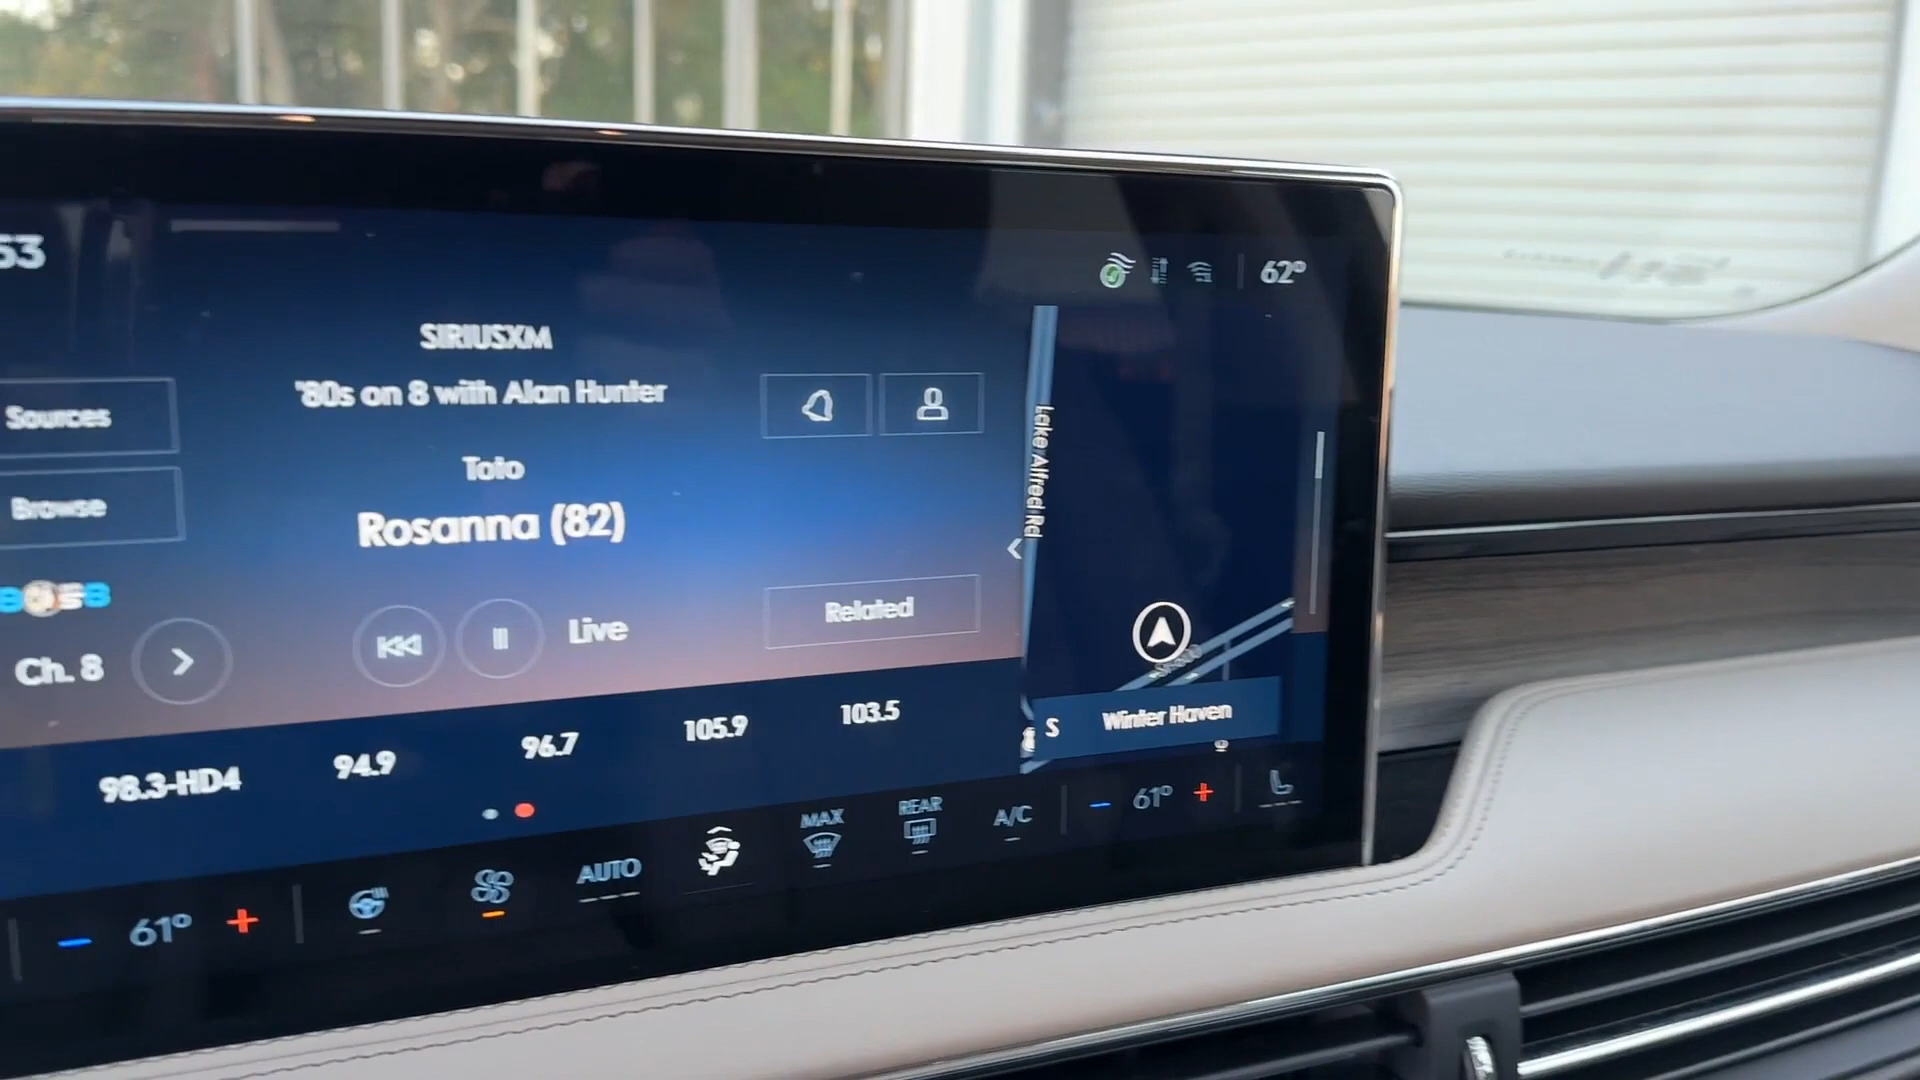 53
62°
SIRIUSXM
'80s on 8 with Alan Hunter
Sources
Toto
Browse
Rosanna (82)
Lake Alfred Rd
Related
Live
Ch. 8
S
Winter Haven
98.3-HD4
94.9
96.7
105.9
103.5
61°
AUTO
MAX
REAR
A/C
61°